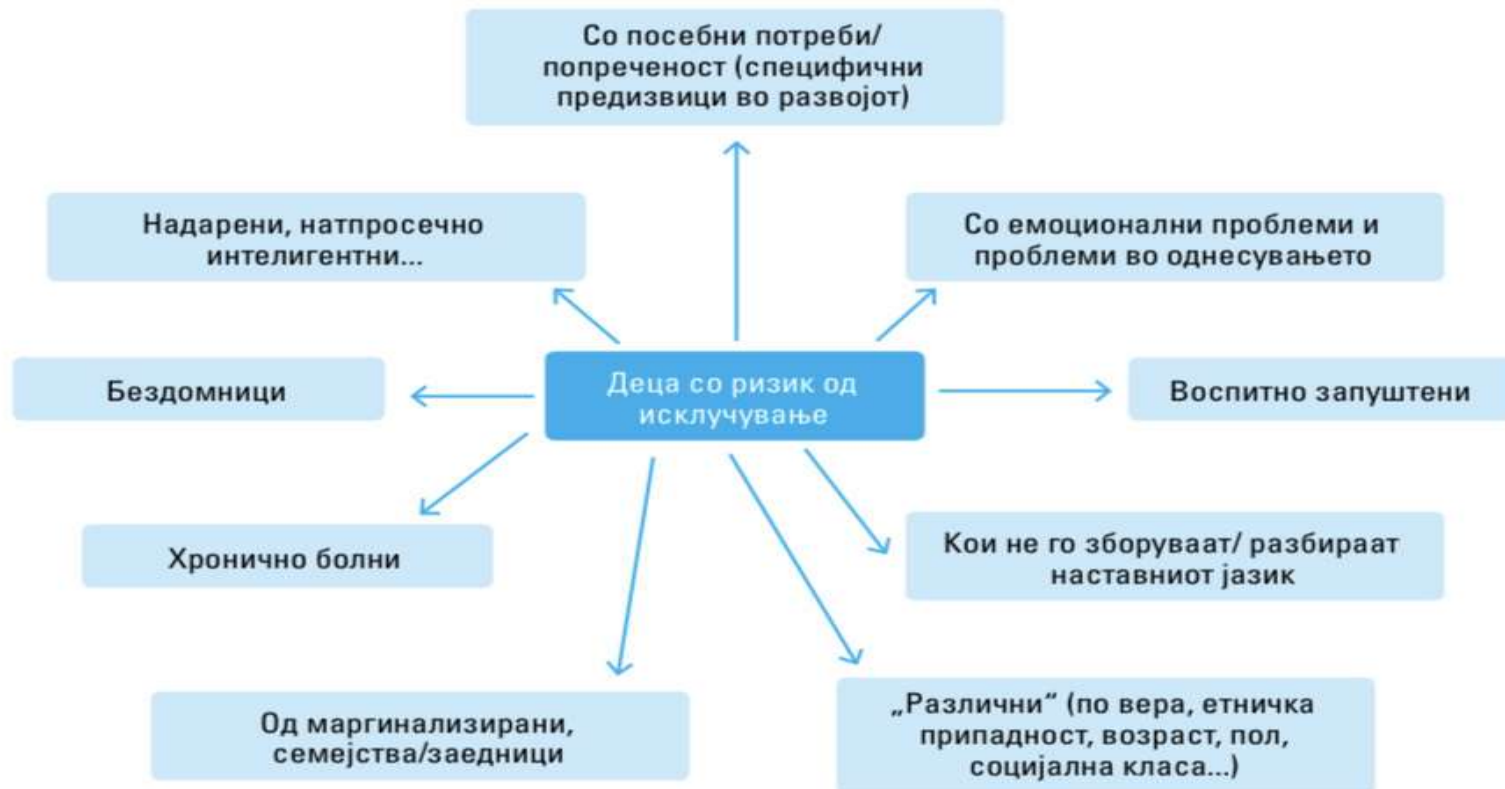 Со посебни потреби/
попреченост (специфични
предизвици во развојот)
Надарени, натпросечно
интелигентни...
Со емоционални проблеми и
проблеми во однесувањето
Бездомници
Деца со ризик од
исклучување
Воспитно запуштени
Хронично болни
Кои не го зборуваат/ разбираат
наставниот јазик
Од маргинализирани,
семејства/заедници
„Различни“ (по вера, етничка
припадност, возраст, пол,
социјална класа...)